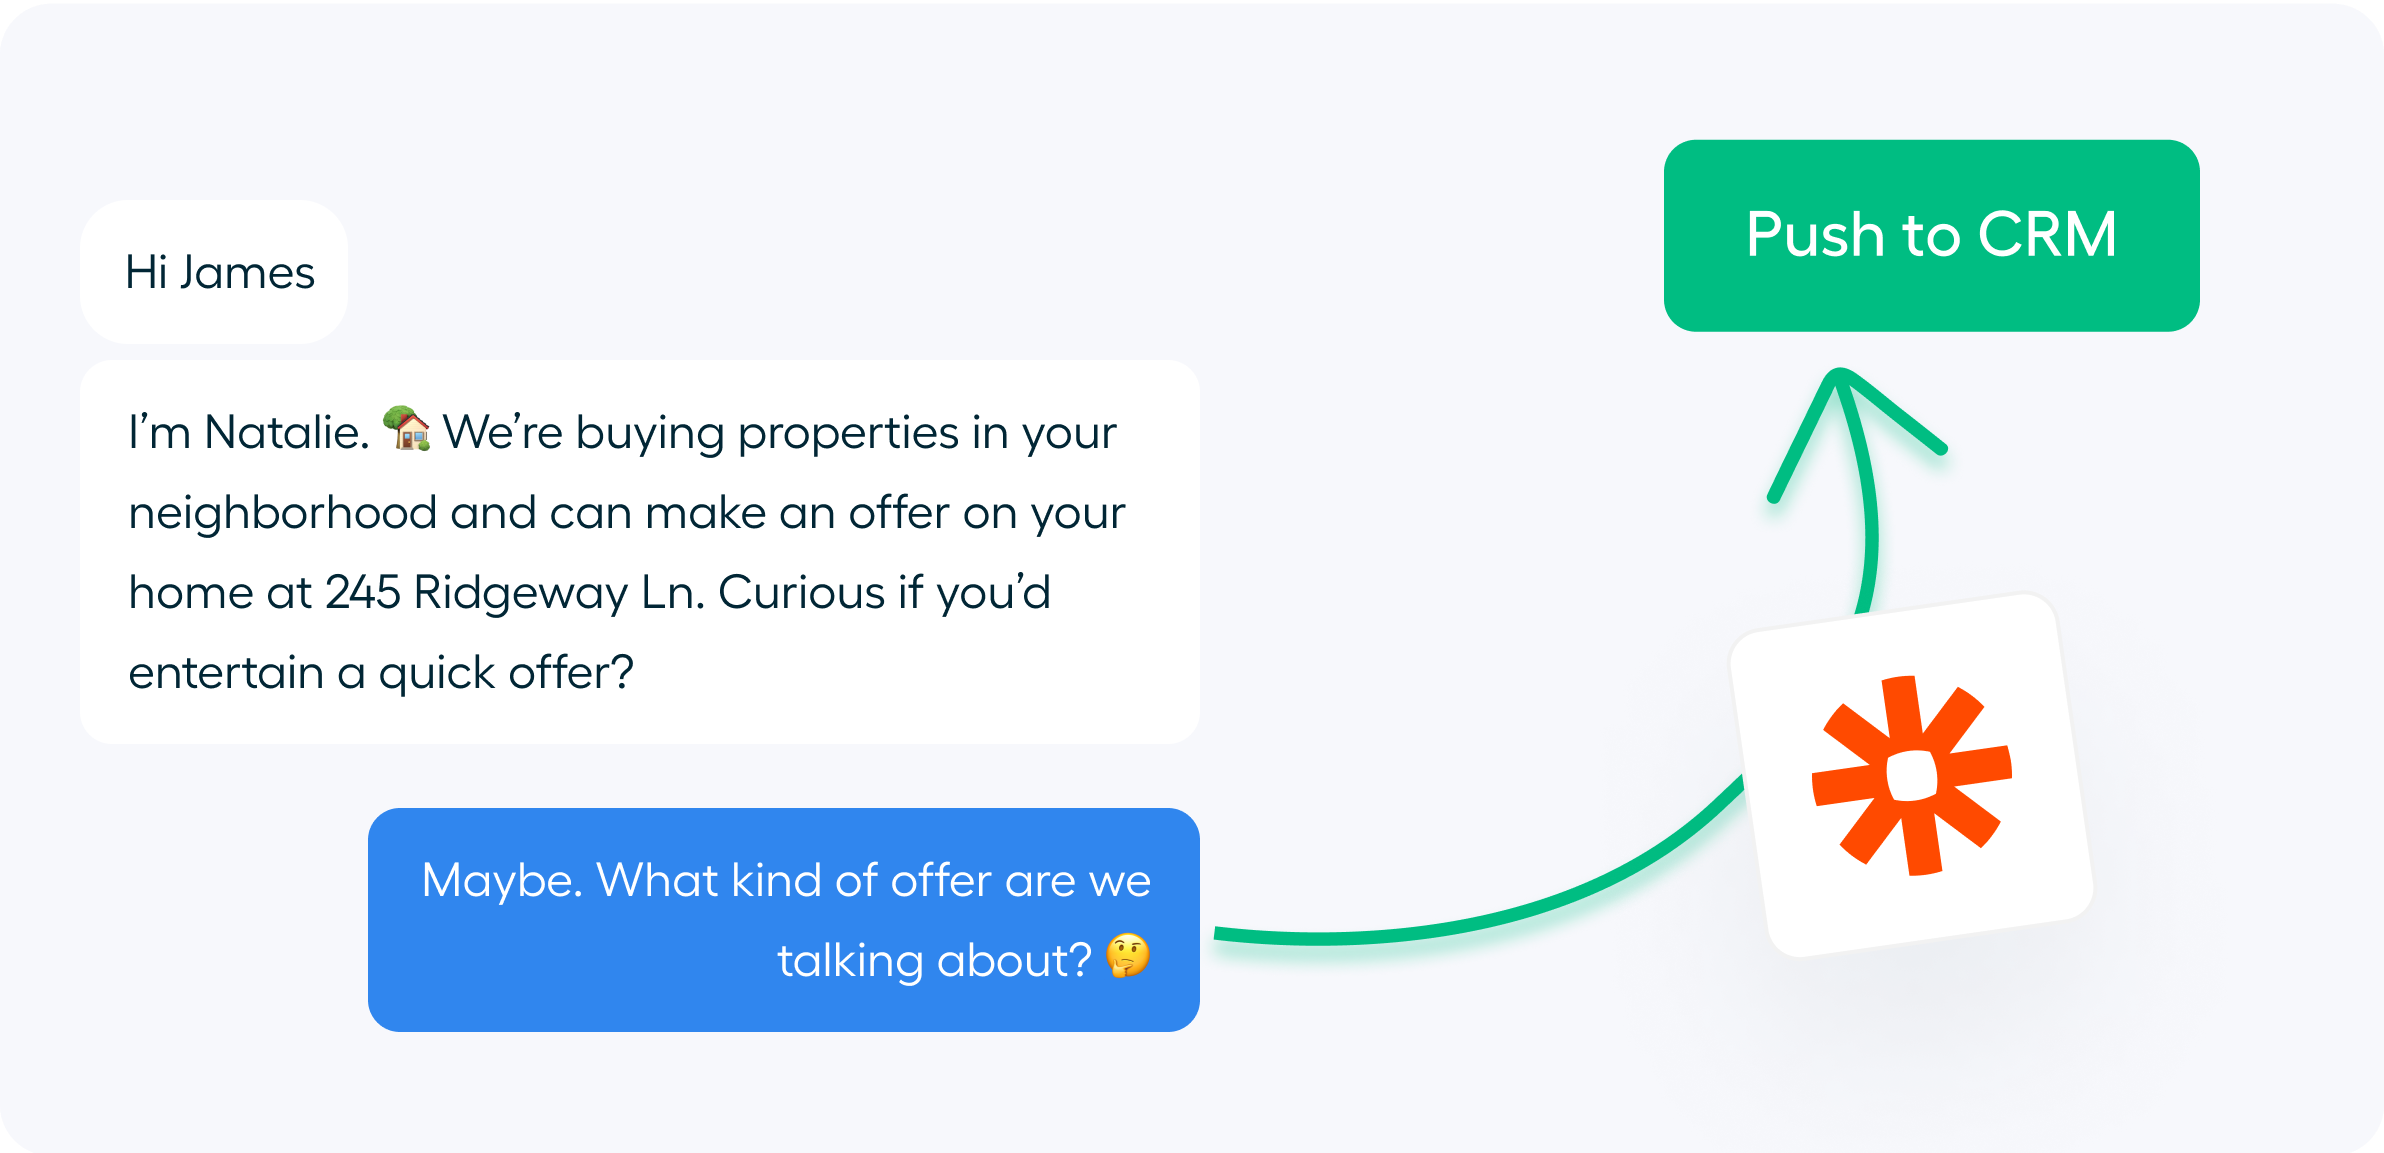 Hi James
I’m Natalie. 🏡 We’re buying properties in your
neighborhood and can make an offer on your
home at 245 Ridgeway Ln. Curious if you’d
entertain a quick offer?
Maybe. What kind of offer are we
talking about? 🤔
Push to CRM